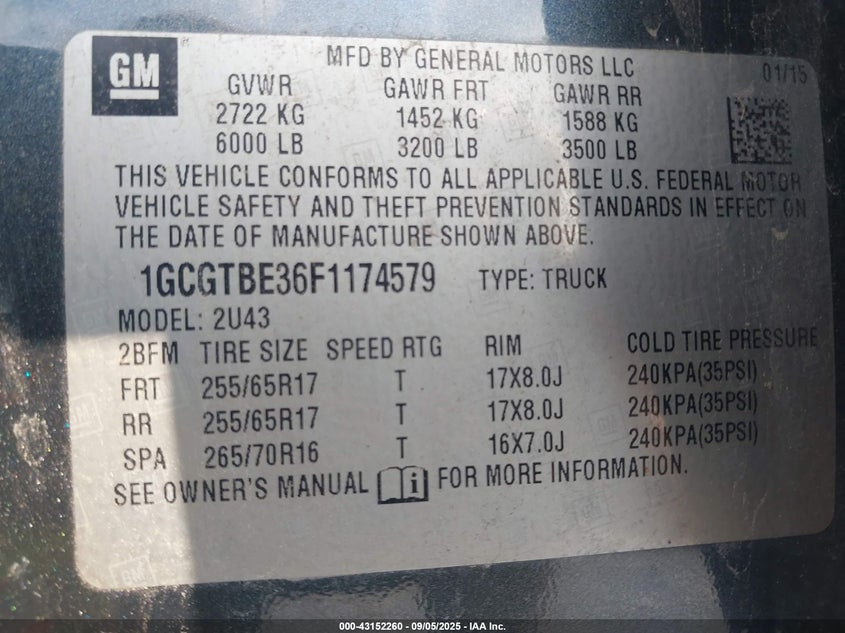 GM
MFD BY GENERAL MOTORS LLC
01/15
GVWR GAWR FRT GAWR RR
2722 KG 1452 KG 1588 KG
6000 LB 3200 LB 3500 LB
THIS VEHICLE CONFORMS TO ALL APPLICABLE U.S. FEDERAL MOTOR
VEHICLE SAFETY AND THEFT PREVENTION STANDARDS IN EFFECT ON
THE DATE OF MANUFACTURE SHOWN ABOVE.
1GCGTBE36F1174579 TYPE: TRUCK
MODEL: 2U43
2BFM TIRE SIZE SPEED RTG RIM COLD TIRE PRESSURE
FRT 255/65R17 T 17X8.0J 240KPA(35PSI)
RR 255/65R17 T 17X8.0J 240KPA(35PSI)
SPA 265/70R16 T 16X7.0J 240KPA(35PSI)
SEE OWNER'S MANUAL i FOR MORE INFORMATION.
000-43152260 - 09/05/2025 - IAA Inc.